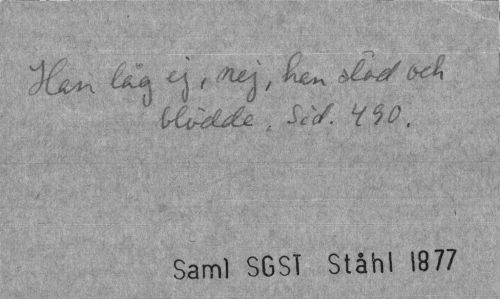 Han låg ej, nej, han stod och
blödde. Sid. 490.
Saml SGST Ståhl 1877